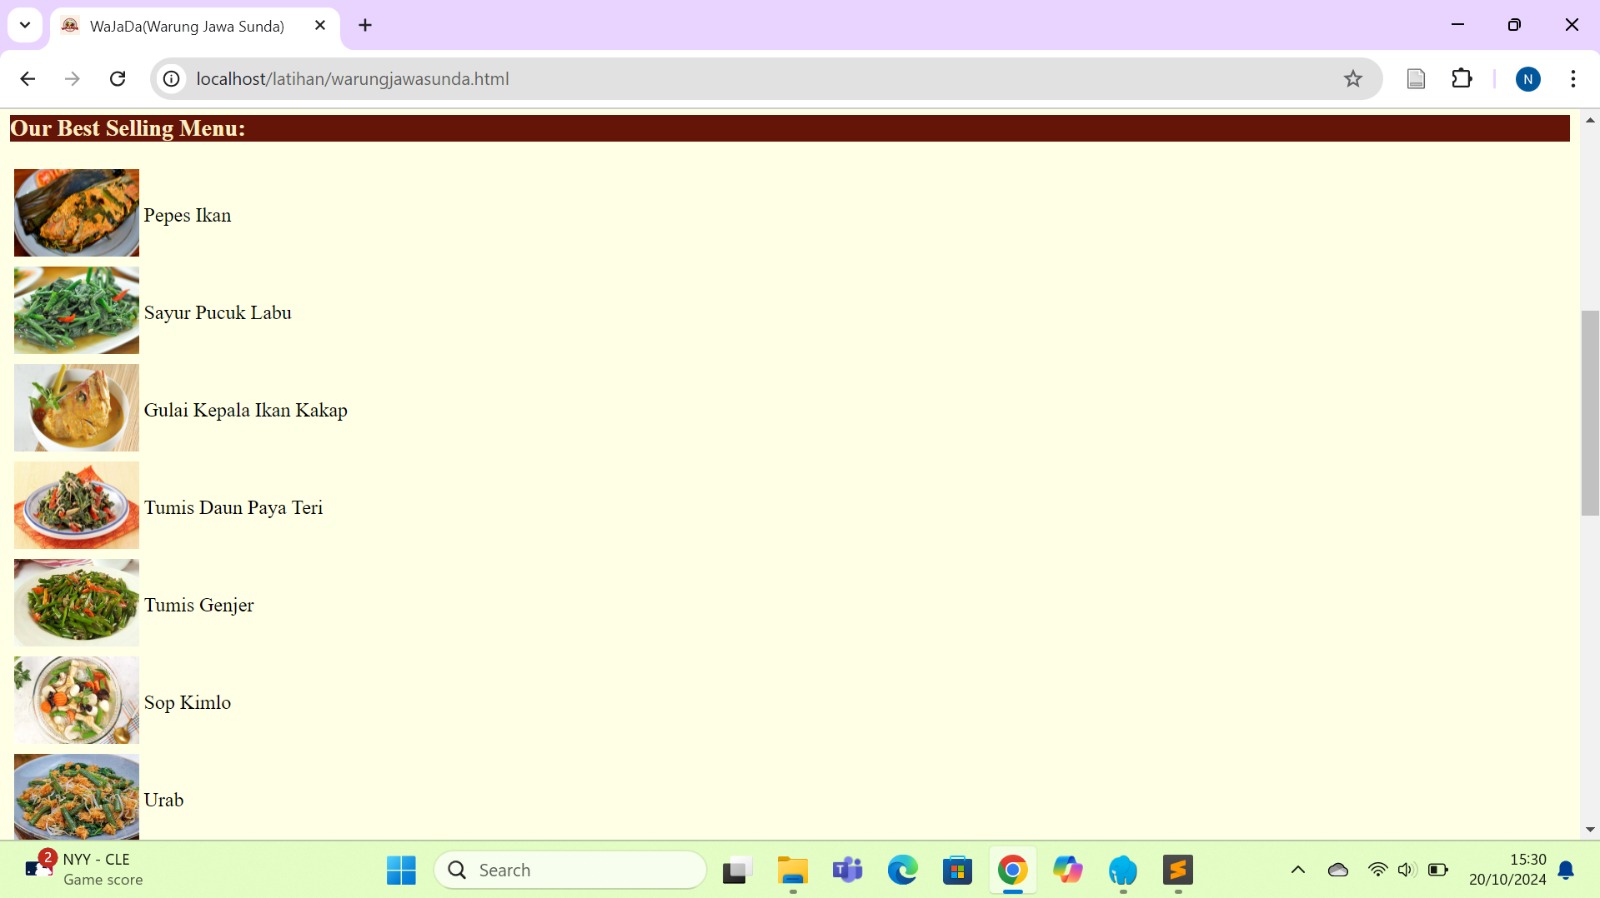 WaJaDa(Warung Jawa Sunda)
localhost/latihan/warungjawasunda.html
N
Our Best Selling Menu:
Pepes Ikan
Sayur Pucuk Labu
Gulai Kepala Ikan Kakap
Tumis Daun Paya Teri
Tumis Genjer
Sop Kimlo
Urab
2
NYY - CLE
Game score
Search
15:30
20/10/2024